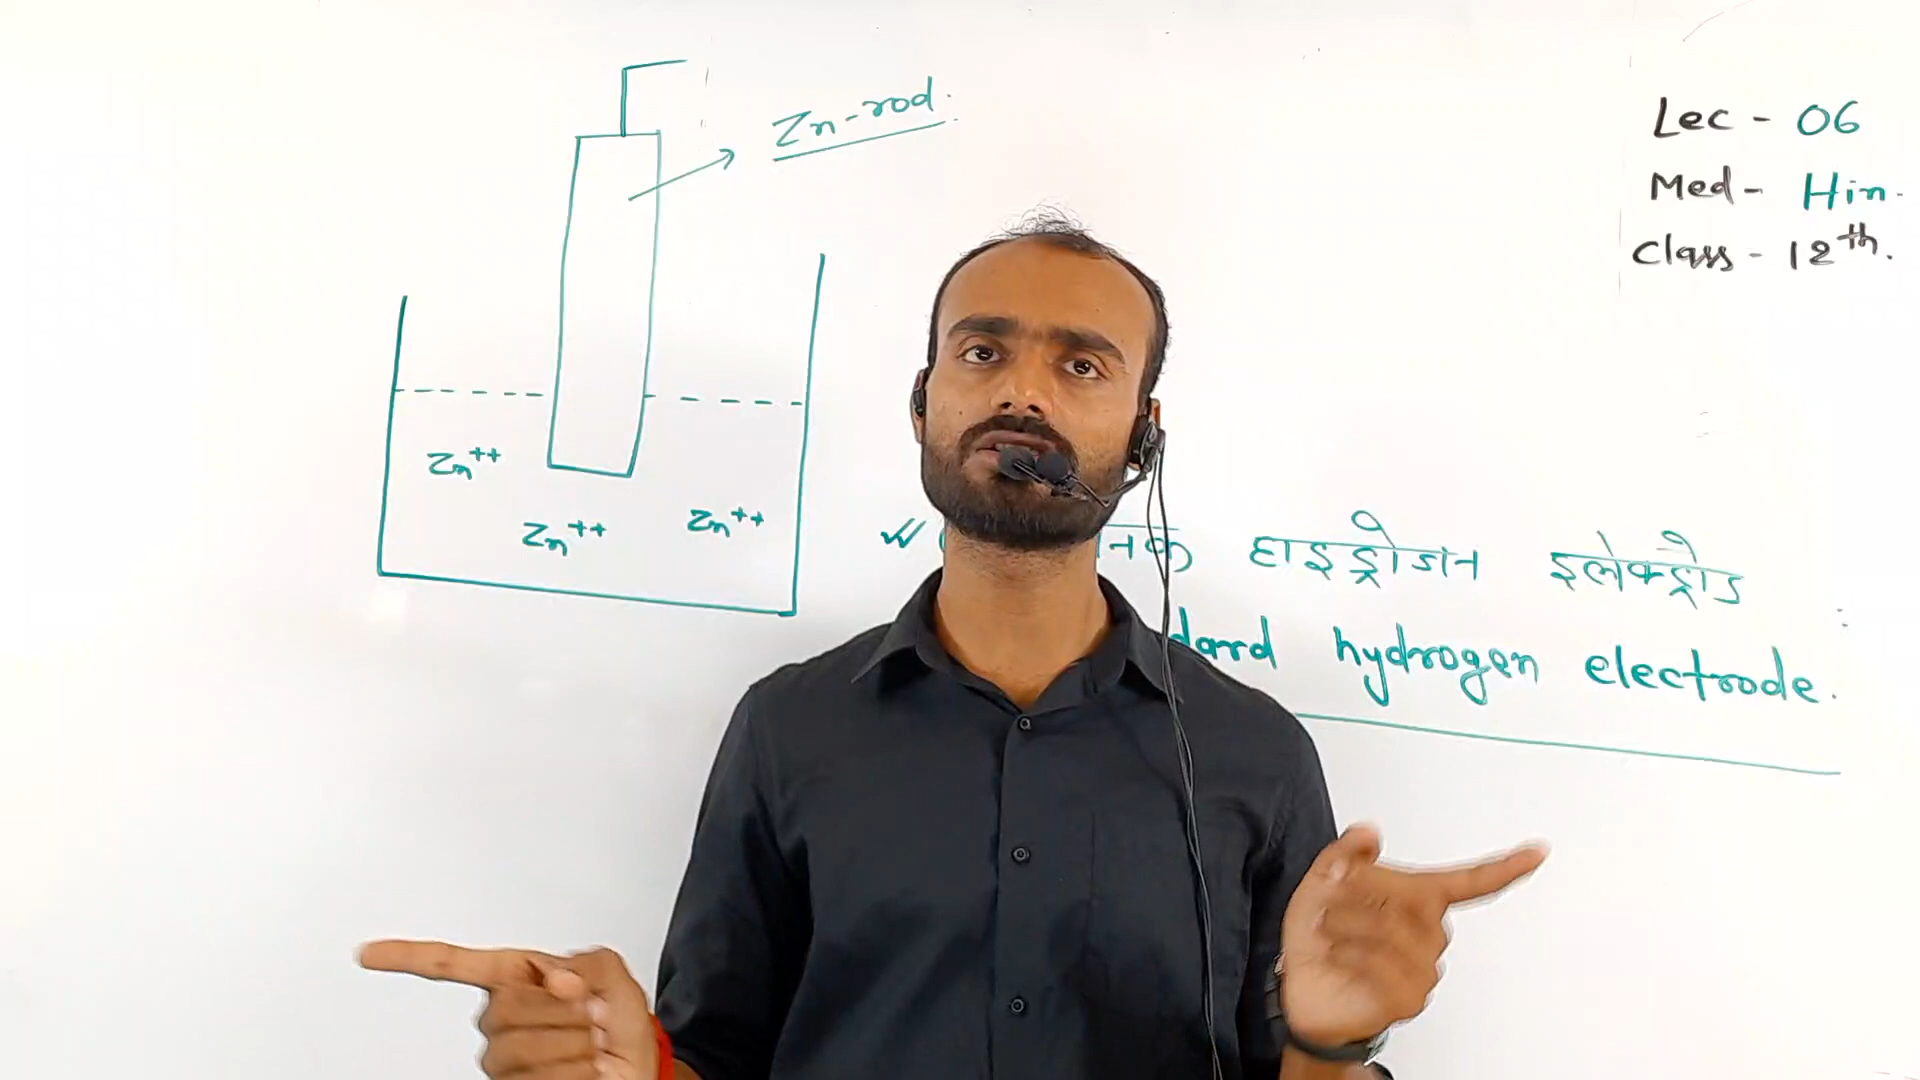 Zn-rod.
Lec - 06
Med - Hin.
Class - 12th.
Zn++
Zn++
Zn++
हाइड्रोजन इलेक्ट्रोड
hydrogen electrode.